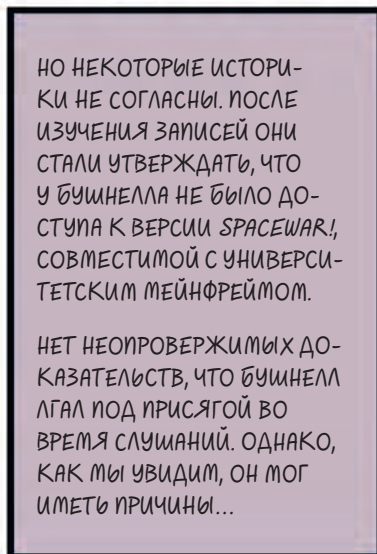 НО НЕКОТОРЫЕ ИСТОРИ-
КИ НЕ СОГЛАСНЫ. ПОСЛЕ
ИЗУЧЕНИЯ ЗАПИСЕЙ ОНИ
СТАЛИ УТВЕРЖДАТЬ, ЧТО
У БУШНЕЛЛА НЕ БЫЛО ДО-
СТУПА К ВЕРСИИ SPACEWAR!,
СОВМЕСТИМОЙ С УНИВЕРСИ-
ТЕТСКИМ МЕЙНФРЕЙМОМ.
НЕТ НЕОПРОВЕРЖИМЫХ ДО-
КАЗАТЕЛЬСТВ, ЧТО БУШНЕЛЛ
ЛГАЛ ПОД ПРИСЯГОЙ ВО
ВРЕМЯ СЛУШАНИЙ. ОДНАКО,
КАК МЫ УВИДИМ, ОН МОГ
ИМЕТЬ ПРИЧИНЫ...